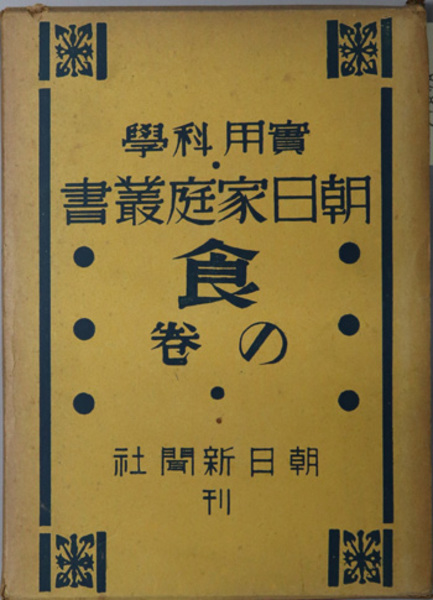 實用科學
朝日家庭叢書
食
の卷
朝日新聞社
刊